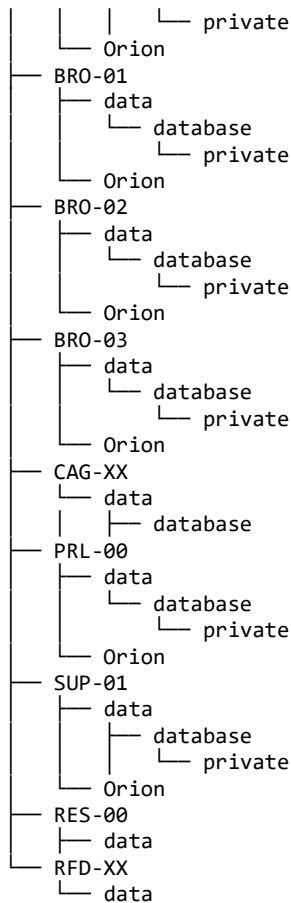 │   │   │   └── private
│   └── Orion
├── BRO-01
│   ├── data
│   │   └── database
│   │       └── private
│   └── Orion
├── BRO-02
│   ├── data
│   │   └── database
│   │       └── private
│   └── Orion
├── BRO-03
│   ├── data
│   │   └── database
│   │       └── private
│   └── Orion
├── CAG-XX
│   └── data
│   │   ├── database
├── PRL-00
│   ├── data
│   │   └── database
│   │       └── private
│   └── Orion
├── SUP-01
│   ├── data
│   │   ├── database
│   │   │   └── private
│   └── Orion
├── RES-00
│   ├── data
└── RFD-XX
    └── data